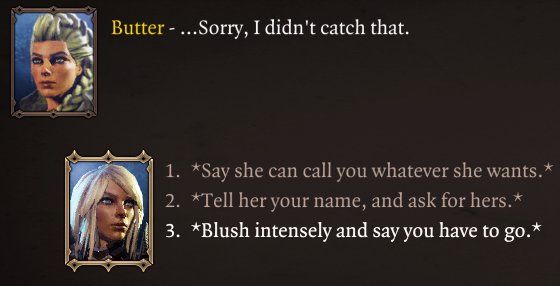 Butter - ...Sorry, I didn't catch that.
1. *Say she can call you whatever she wants.*
2. *Tell her your name, and ask for hers.*
3. *Blush intensely and say you have to go.*